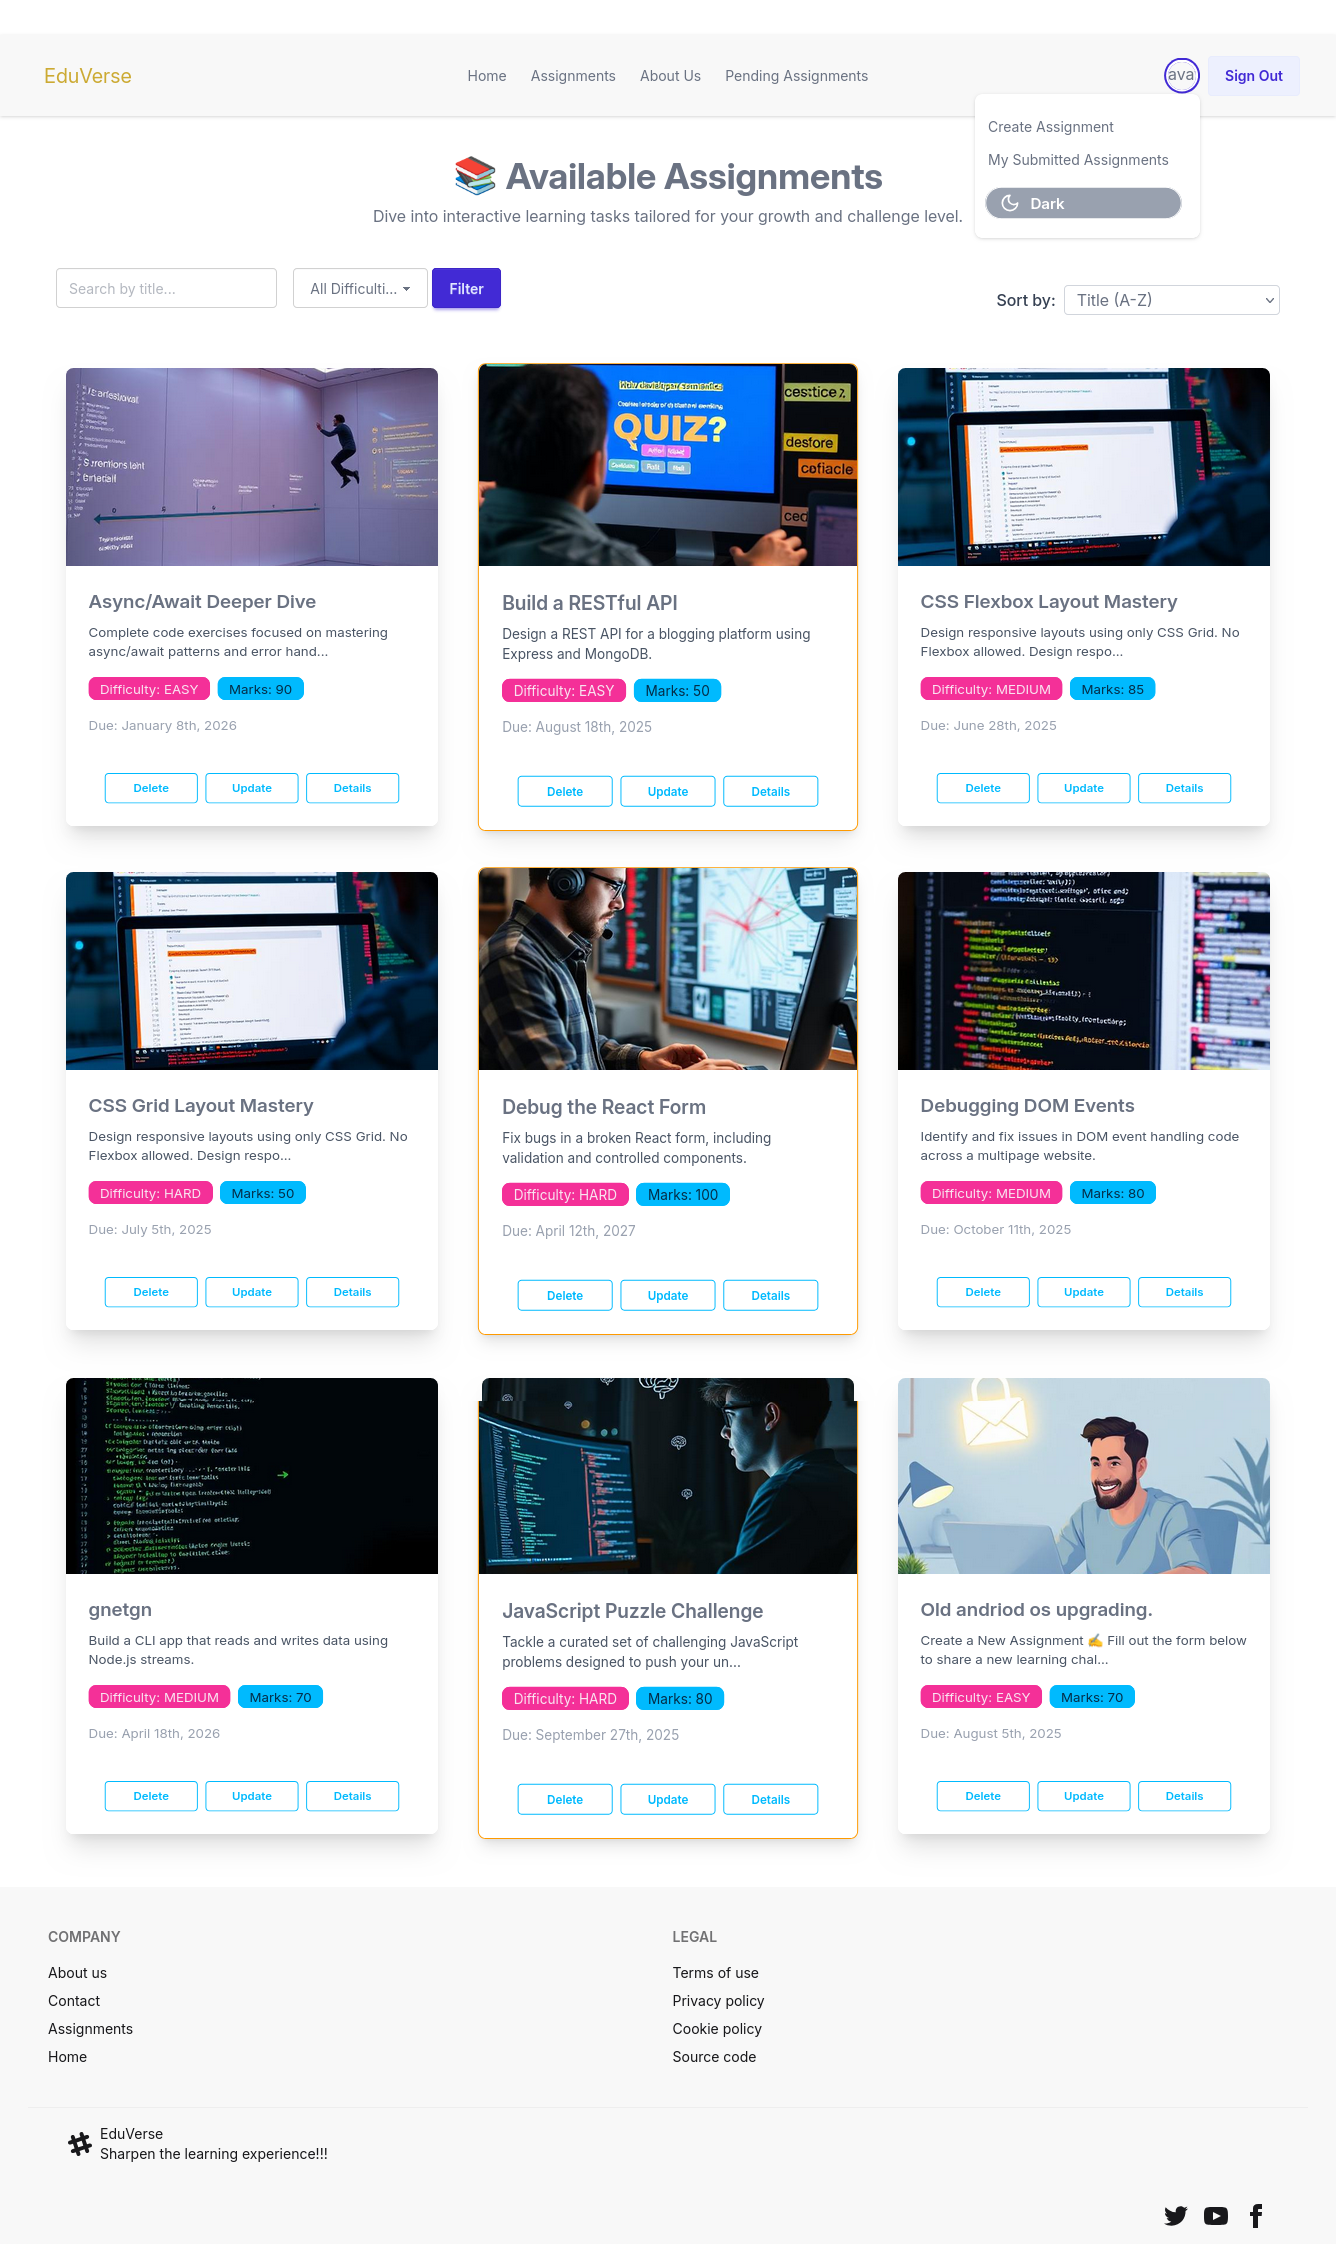 EduVerse
Home
Assignments
About Us
Pending Assignments
ava
Sign Out
Create Assignment
My Submitted Assignments
Dark
📚 Available Assignments
Dive into interactive learning tasks tailored for your growth and challenge level.
Search by title...
All Difficulti...
Filter
Sort by:
Title (A-Z)
Async/Await Deeper Dive
Complete code exercises focused on mastering
async/await patterns and error hand...
Difficulty: EASY
Marks: 90
Due: January 8th, 2026
Delete
Update
Details
QUIZ?
desfore
cofiacle
Build a RESTful API
Design a REST API for a blogging platform using
Express and MongoDB.
Difficulty: EASY
Marks: 50
Due: August 18th, 2025
Delete
Update
Details
CSS Flexbox Layout Mastery
Design responsive layouts using only CSS Grid. No
Flexbox allowed. Design respo...
Difficulty: MEDIUM
Marks: 85
Due: June 28th, 2025
Delete
Update
Details
CSS Grid Layout Mastery
Design responsive layouts using only CSS Grid. No
Flexbox allowed. Design respo...
Difficulty: HARD
Marks: 50
Due: July 5th, 2025
Delete
Update
Details
Debug the React Form
Fix bugs in a broken React form, including
validation and controlled components.
Difficulty: HARD
Marks: 100
Due: April 12th, 2027
Delete
Update
Details
Debugging DOM Events
Identify and fix issues in DOM event handling code
across a multipage website.
Difficulty: MEDIUM
Marks: 80
Due: October 11th, 2025
Delete
Update
Details
gnetgn
Build a CLI app that reads and writes data using
Node.js streams.
Difficulty: MEDIUM
Marks: 70
Due: April 18th, 2026
Delete
Update
Details
JavaScript Puzzle Challenge
Tackle a curated set of challenging JavaScript
problems designed to push your un...
Difficulty: HARD
Marks: 80
Due: September 27th, 2025
Delete
Update
Details
Old andriod os upgrading.
Create a New Assignment ✍️ Fill out the form below
to share a new learning chal...
Difficulty: EASY
Marks: 70
Due: August 5th, 2025
Delete
Update
Details
COMPANY
About us
Contact
Assignments
Home
LEGAL
Terms of use
Privacy policy
Cookie policy
Source code
EduVerse
Sharpen the learning experience!!!